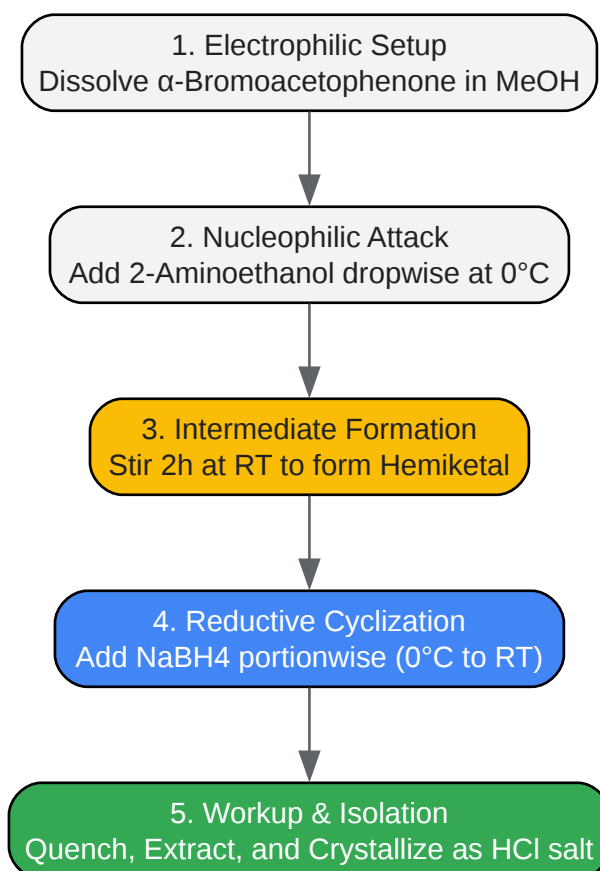 1. Electrophilic Setup
Dissolve α-Bromoacetophenone in MeOH
2. Nucleophilic Attack
Add 2-Aminoethanol dropwise at 0°C
3. Intermediate Formation
Stir 2h at RT to form Hemiketal
4. Reductive Cyclization
Add NaBH4 portionwise (0°C to RT)
5. Workup & Isolation
Quench, Extract, and Crystallize as HCl salt